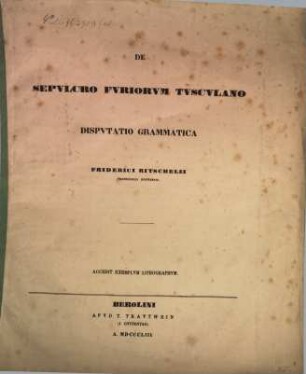 DE
SEPVLCRO FVRIORVM TVSCVLANO
DISPVTATIO GRAMMATICA
FRIDERICI RITSCHELII
ACCEDIT EXEMPLVM LITHOGRAPHVM
BEROLINI
APVD T. TRAVTWEIN
A. MDCCCLIII